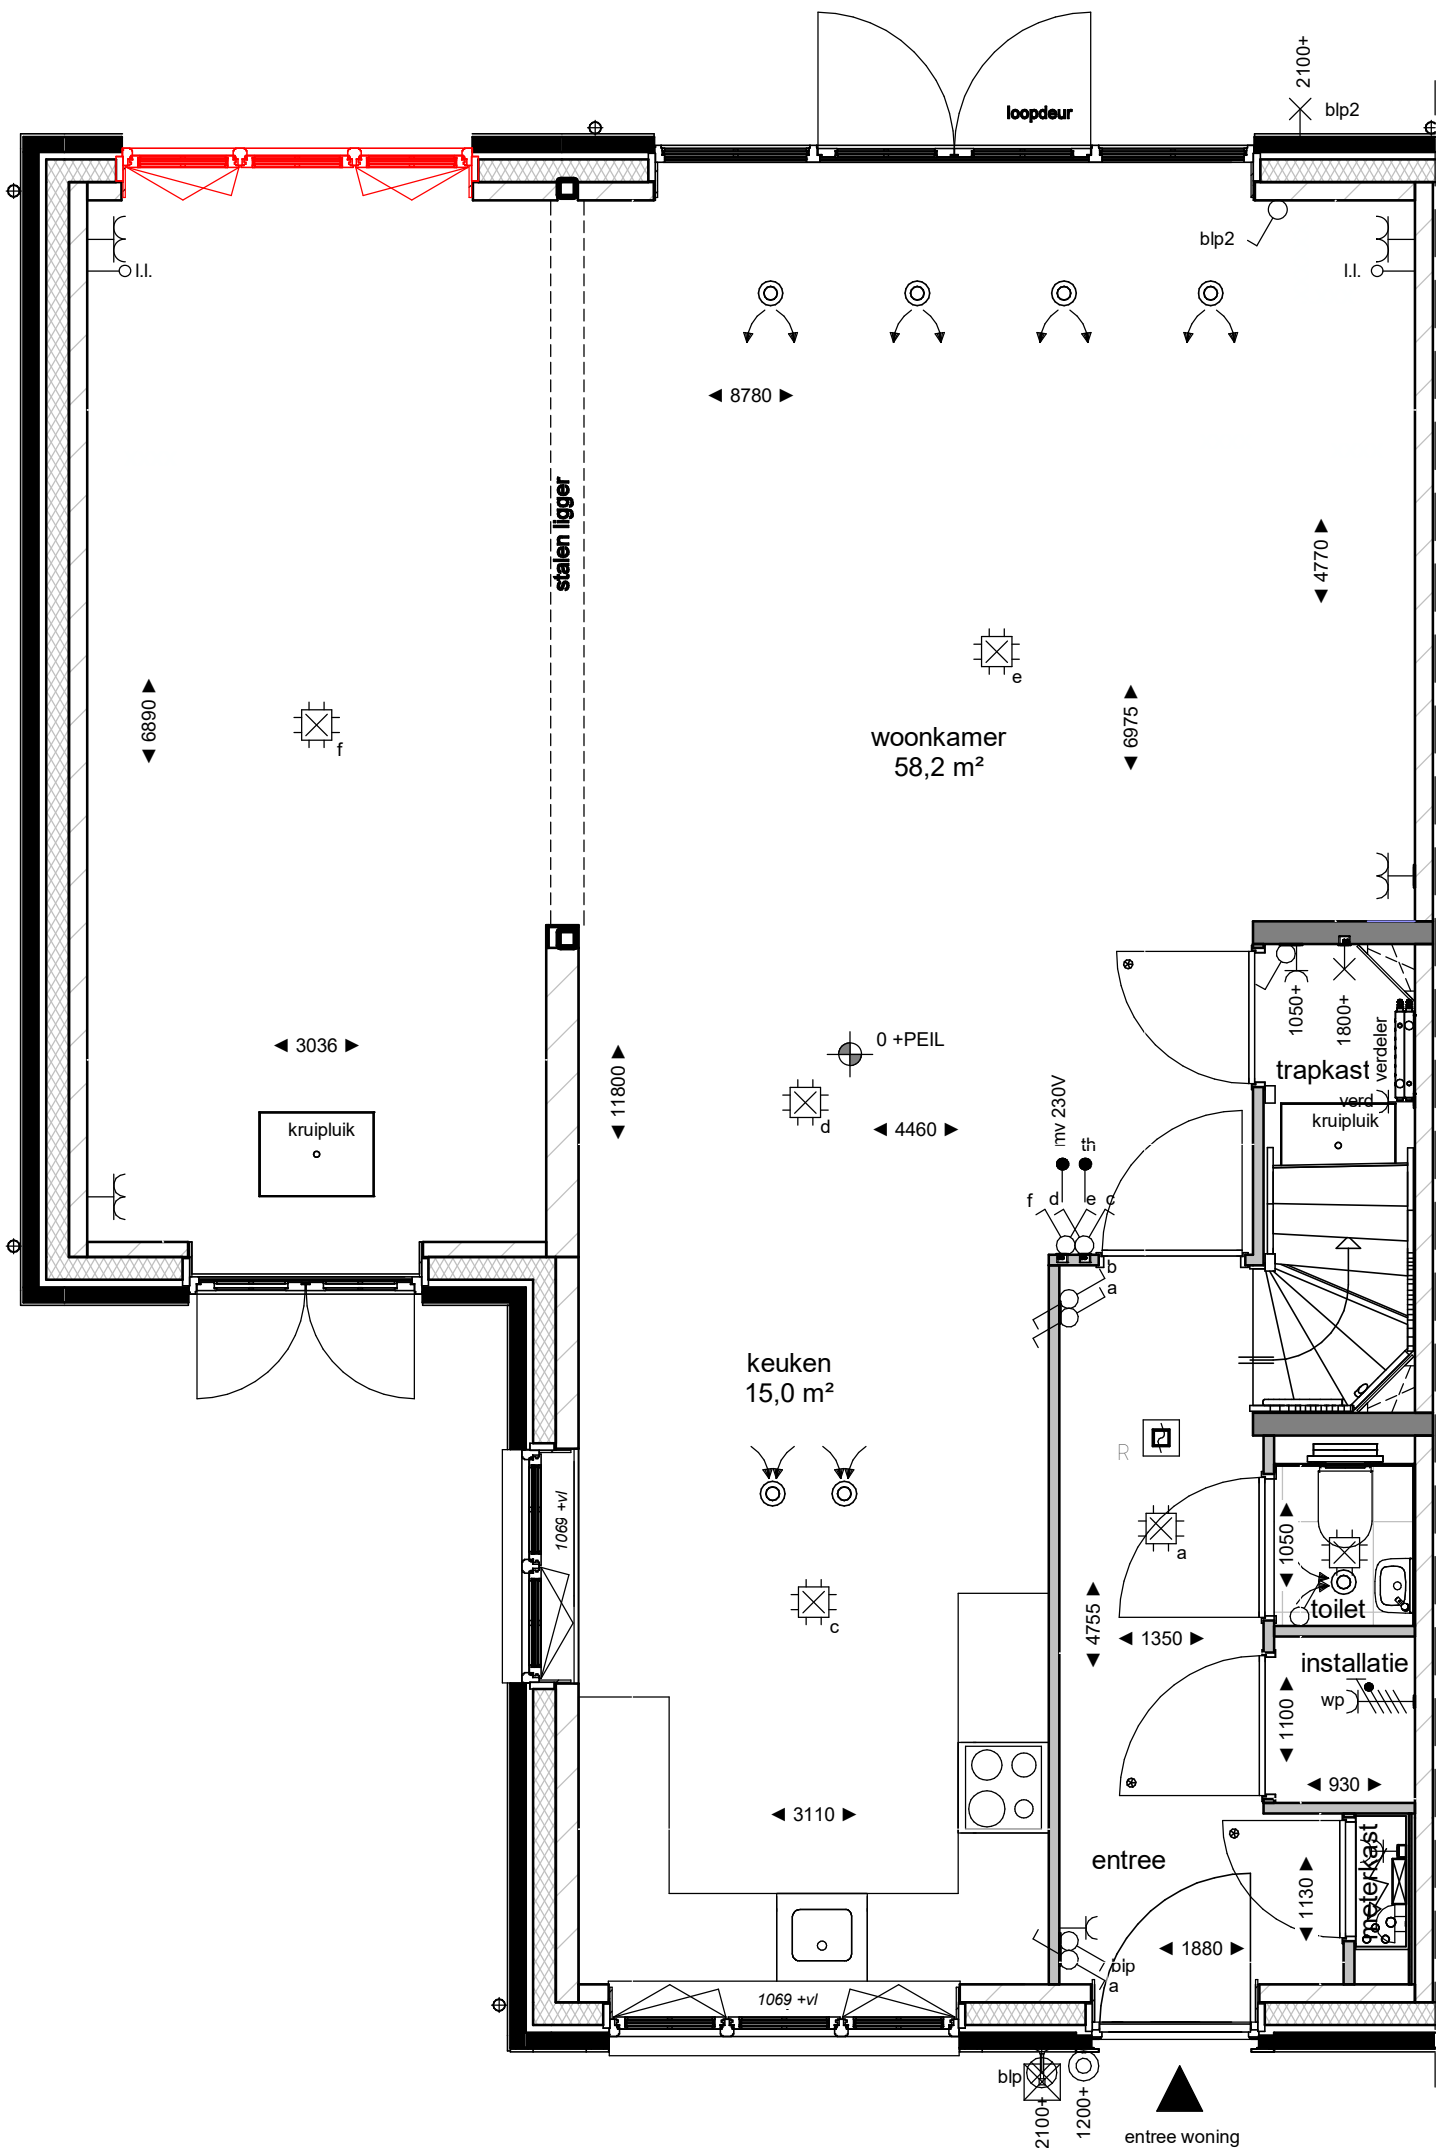 2100+
blp2
loopdeur
blp2
l.l.
l.l.
◄ 8780 ►
stalen ligger
◄ 4770 ►
e
◄ 6890 ►
f
woonkamer
58,2 m²
◄ 6975 ►
1050+
1800+
verdeler
trapkast
verd
kruipluik
◄ 3036 ►
kruipluik
◄ 11800 ►
0 +PEIL
d
◄ 4460 ►
mv 230V
th
f
d
e
c
b
a
keuken
15,0 m²
R
1069 +vl
a
◄ 1050 ►
toilet
c
◄ 4755 ►
◄ 1350 ►
installatie
wp
◄ 1100 ►
◄ 930 ►
◄ 3110 ►
entree
meterkast
◄ 1130 ►
◄ 1880 ►
blp
a
1069 +vl
blp
2100+
1200+
entree woning